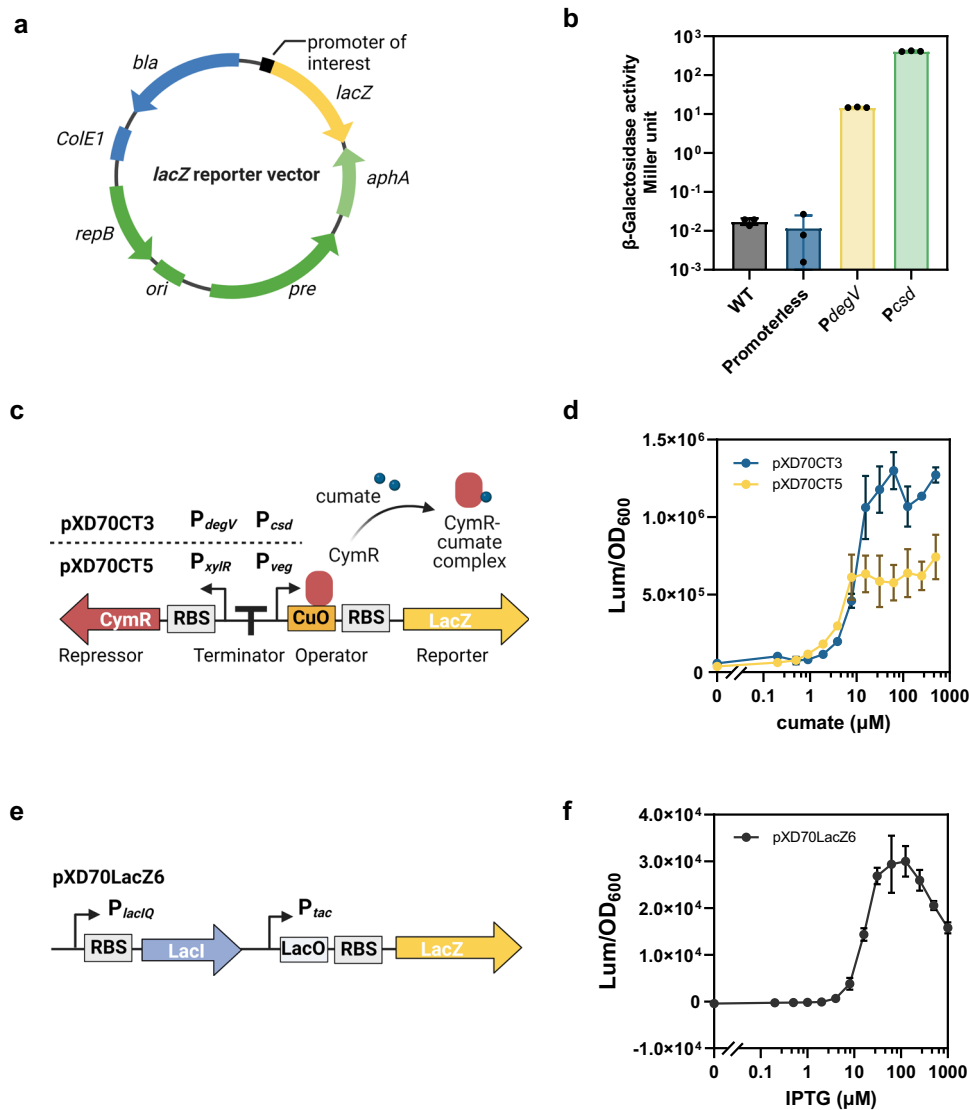 a
promoter of
interest
bla
lacZ
ColE1
lacZ reporter vector
aphA
repB
ori
pre
b
β-Galactosidase activity
Miller unit
10³
10²
10¹
10⁰
10⁻¹
10⁻²
10⁻³
WT
Promoterless
PdegV
Pcsd
c
cumate
pXD70CT3
PdegV
Pcsd
CymR
CymR-
cumate
complex
pXD70CT5
PxylR
Pveg
CymR
RBS
CuO
RBS
LacZ
Repressor
Terminator
Operator
Reporter
d
1.5×10⁶
1.0×10⁶
5.0×10⁵
0
Lum/OD₆₀₀
pXD70CT3
pXD70CT5
0 0.1 1 10 100 1000
cumate (µM)
e
pXD70LacZ6
PlacIQ
Ptac
RBS
LacI
LacO
RBS
LacZ
f
4.0×10⁴
3.0×10⁴
2.0×10⁴
1.0×10⁴
0
-1.0×10⁴
Lum/OD₆₀₀
pXD70LacZ6
0 0.1 1 10 100 1000
IPTG (µM)